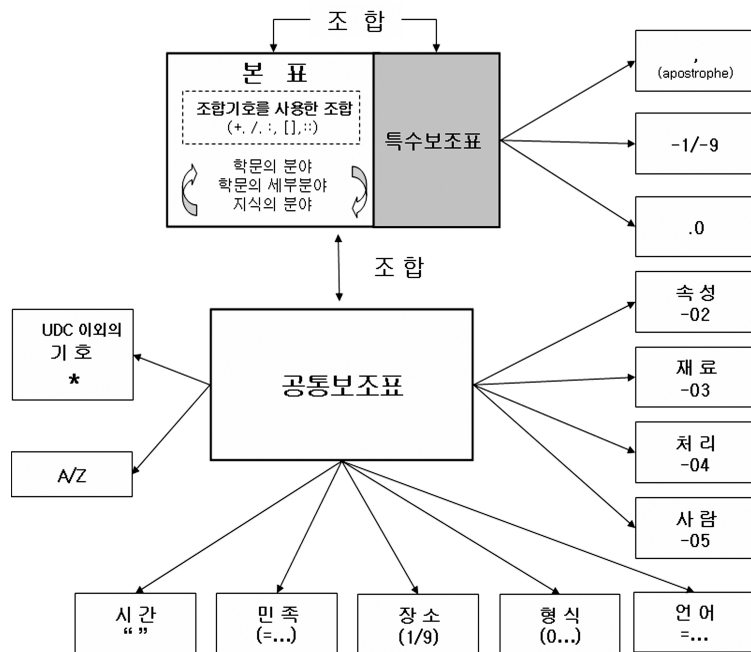 조 합
본 표
조합기호를 사용한 조합
(+. /. :, [],::)
학문의 분야
학문의 세부분야
지식의 분야
특수보조표
,
(apostrophe)
-1/-9
.0
조 합
공통보조표
속 성
-02
재 료
-03
처 리
-04
사 람
-05
UDC 이외의
기 호
*
A/Z
시 간
“ ”
민 족
(=...)
장 소
(1/9)
형 식
(0...)
언 어
=...